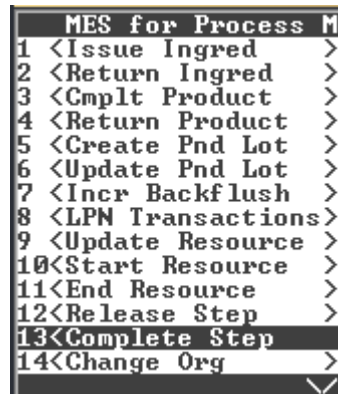 MES for Process M
1 <Issue Ingred >
2 <Return Ingred >
3 <Cmplt Product >
4 <Return Product >
5 <Create Pnd Lot >
6 <Update Pnd Lot >
7 <Incr Backflush >
8 <LPN Transactions>
9 <Update Resource >
10<Start Resource >
11<End Resource >
12<Release Step >
13<Complete Step
14<Change Org >